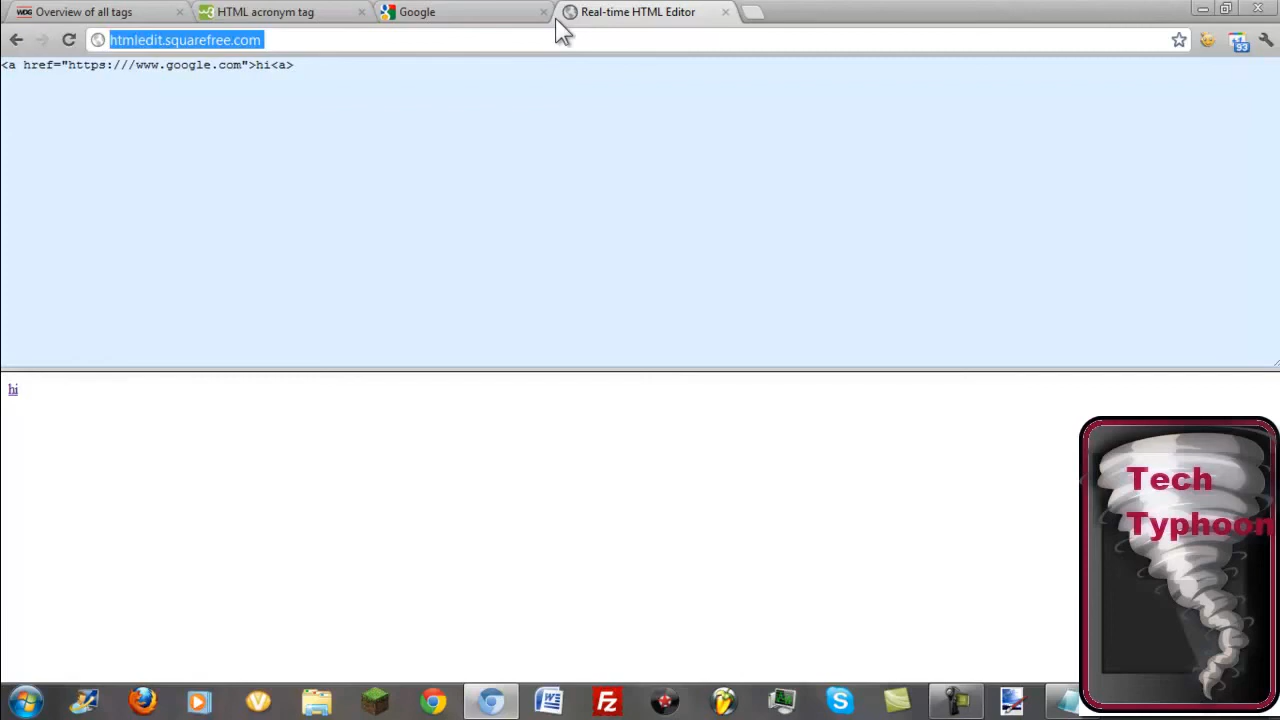 Overview of all tags
HTML acronym tag
Google
Real-time HTML Editor
htmledit.squarefree.com
93
<a href="https:///www.google.com">hi<a>
hi
Tech
Typhoon